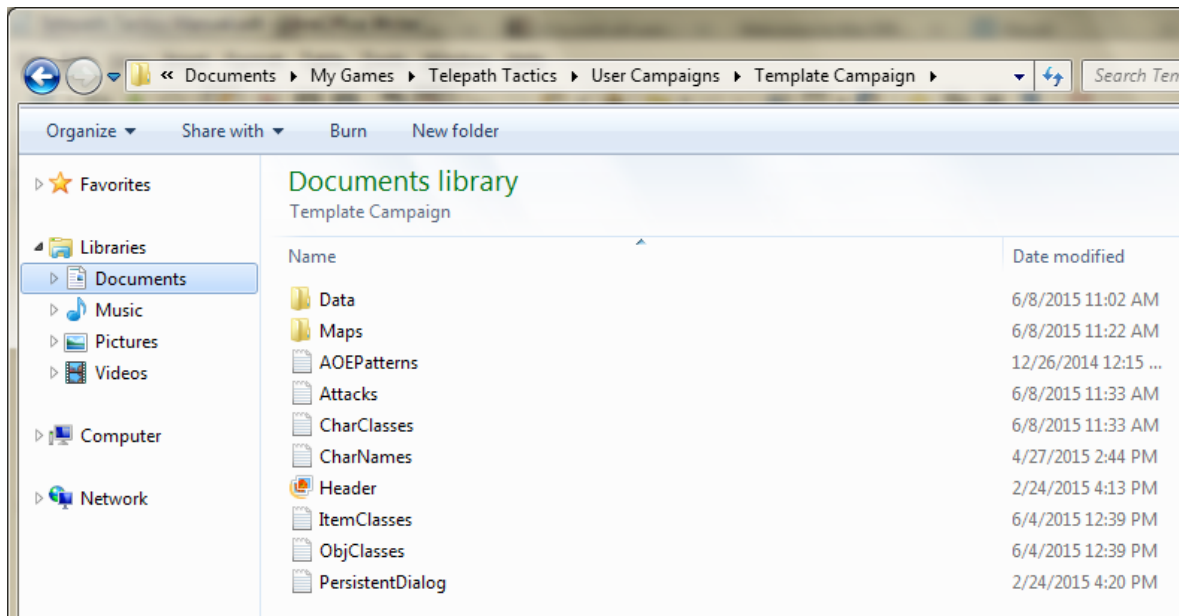 « Documents ▸ My Games ▸ Telepath Tactics ▸ User Campaigns ▸ Template Campaign ▸ Search Ten
Organize Share with Burn New folder
Favorites
Libraries
Documents
Music
Pictures
Videos
Computer
Network
Documents library
Template Campaign
Name Date modified
Data 6/8/2015 11:02 AM
Maps 6/8/2015 11:22 AM
AOEPatterns 12/26/2014 12:15 ...
Attacks 6/8/2015 11:33 AM
CharClasses 6/8/2015 11:33 AM
CharNames 4/27/2015 2:44 PM
Header 2/24/2015 4:13 PM
ItemClasses 6/4/2015 12:39 PM
ObjClasses 6/4/2015 12:39 PM
PersistentDialog 2/24/2015 4:20 PM